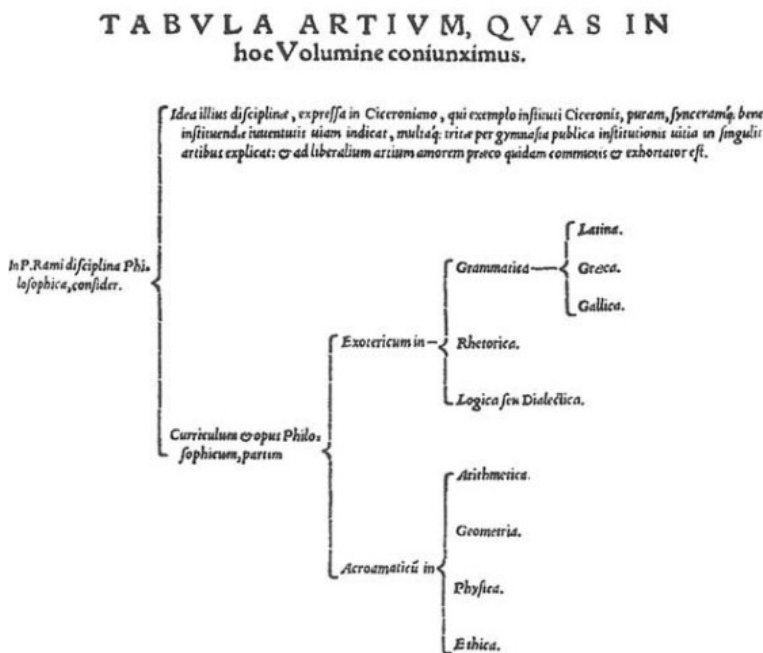 TABVLA ARTIVM, QVAS IN
hoc Volumine coniunximus.
Idea illius diſciplinæ, expreſſa in Ciceroniano, qui exemplo inſtituti Ciceronis, puram, ſynceramq́; bene
inſtituendæ iuuentutis uiam indicat, multaq́; tritæ per gymnaſia publica inſtitutionis uitia in ſingulis
artibus explicat: & ad liberalium artium amorem præco quidam communis & exhortator eſt.
In P. Rami diſciplina Phi-
loſophica, conſider.
Curriculum & opus Philo-
ſophicum, partim
Exotericum in
Grammatica
Latina.
Græca.
Gallica.
Rhetorica.
Logica ſeu Dialectica.
Acroamaticũ in
Arithmetica.
Geometria.
Phyſica.
Ethica.